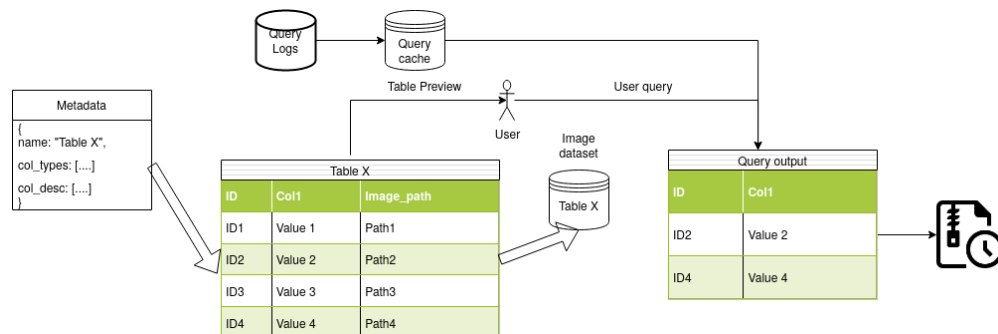 Query
Logs
Query
cache
Table Preview
User query
User
Metadata
{
name: "Table X",
col_types: [....]
col_desc: [....]
}
Image
dataset
Table X
Table X
ID Col1 Image_path
ID1 Value 1 Path1
ID2 Value 2 Path2
ID3 Value 3 Path3
ID4 Value 4 Path4
Query output
ID Col1
ID2 Value 2
ID4 Value 4